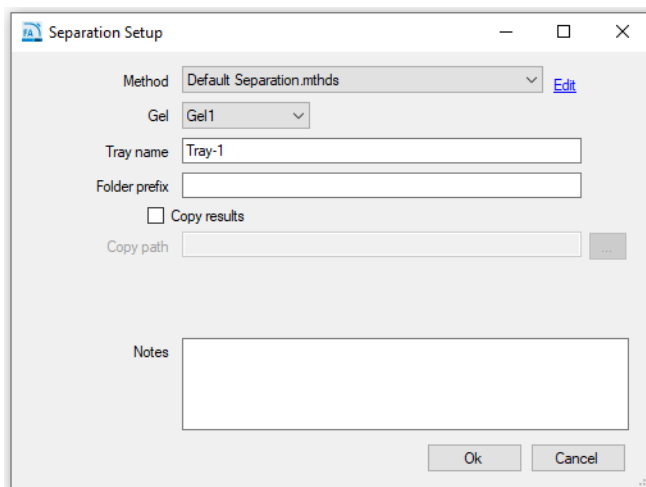 FA Separation Setup
Method Default Separation.mthds Edit
Gel Gel1
Tray name Tray-1
Folder prefix
Copy results
Copy path ...
Notes
Ok Cancel